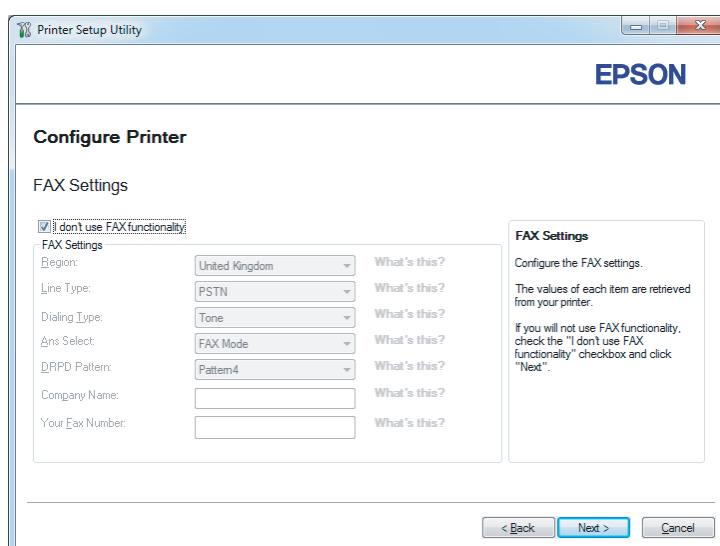 Printer Setup Utility
EPSON
Configure Printer
FAX Settings
I don't use FAX functionality
FAX Settings
Region: United Kingdom What's this?
Line Type: PSTN What's this?
Dialing Type: Tone What's this?
Ans Select: FAX Mode What's this?
DRPD Pattern: Pattern4 What's this?
Company Name: What's this?
Your Fax Number: What's this?
FAX Settings
Configure the FAX settings.
The values of each item are retrieved
from your printer.
If you will not use FAX functionality,
check the "I don't use FAX
functionality" checkbox and click
"Next".
< Back Next > Cancel